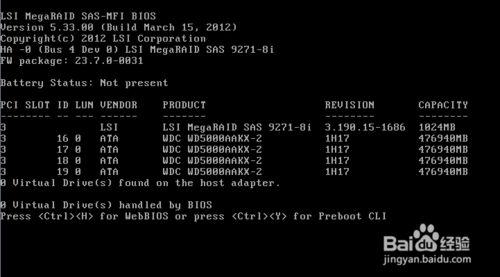 LSI MegaRAID SAS-MFI BIOS
Version 5.33.00 (Build March 15, 2012)
Copyright(c) 2012 LSI Corporation
HA -0 (Bus 4 Dev 0) LSI MegaRAID SAS 9271-8i
FW package: 23.7.0-0031
Battery Status: Not present
PCI SLOT ID LUN VENDOR PRODUCT REVISION CAPACITY
-------- -- --- ------ ------- -------- --------
3 LSI LSI MegaRAID SAS 9271-8i 3.190.15-1686 1024MB
3 16 0 ATA WDC WD5000AAKX-2 1H17 476940MB
3 17 0 ATA WDC WD5000AAKX-2 1H17 476940MB
3 18 0 ATA WDC WD5000AAKX-2 1H17 476940MB
3 19 0 ATA WDC WD5000AAKX-2 1H17 476940MB
0 Virtual Drive(s) found on the host adapter.
0 Virtual Drive(s) handled by BIOS
Press <Ctrl><H> for WebBIOS or press <Ctrl><Y> for Preboot CLI
Baidu 经验
jingyan.baidu.com